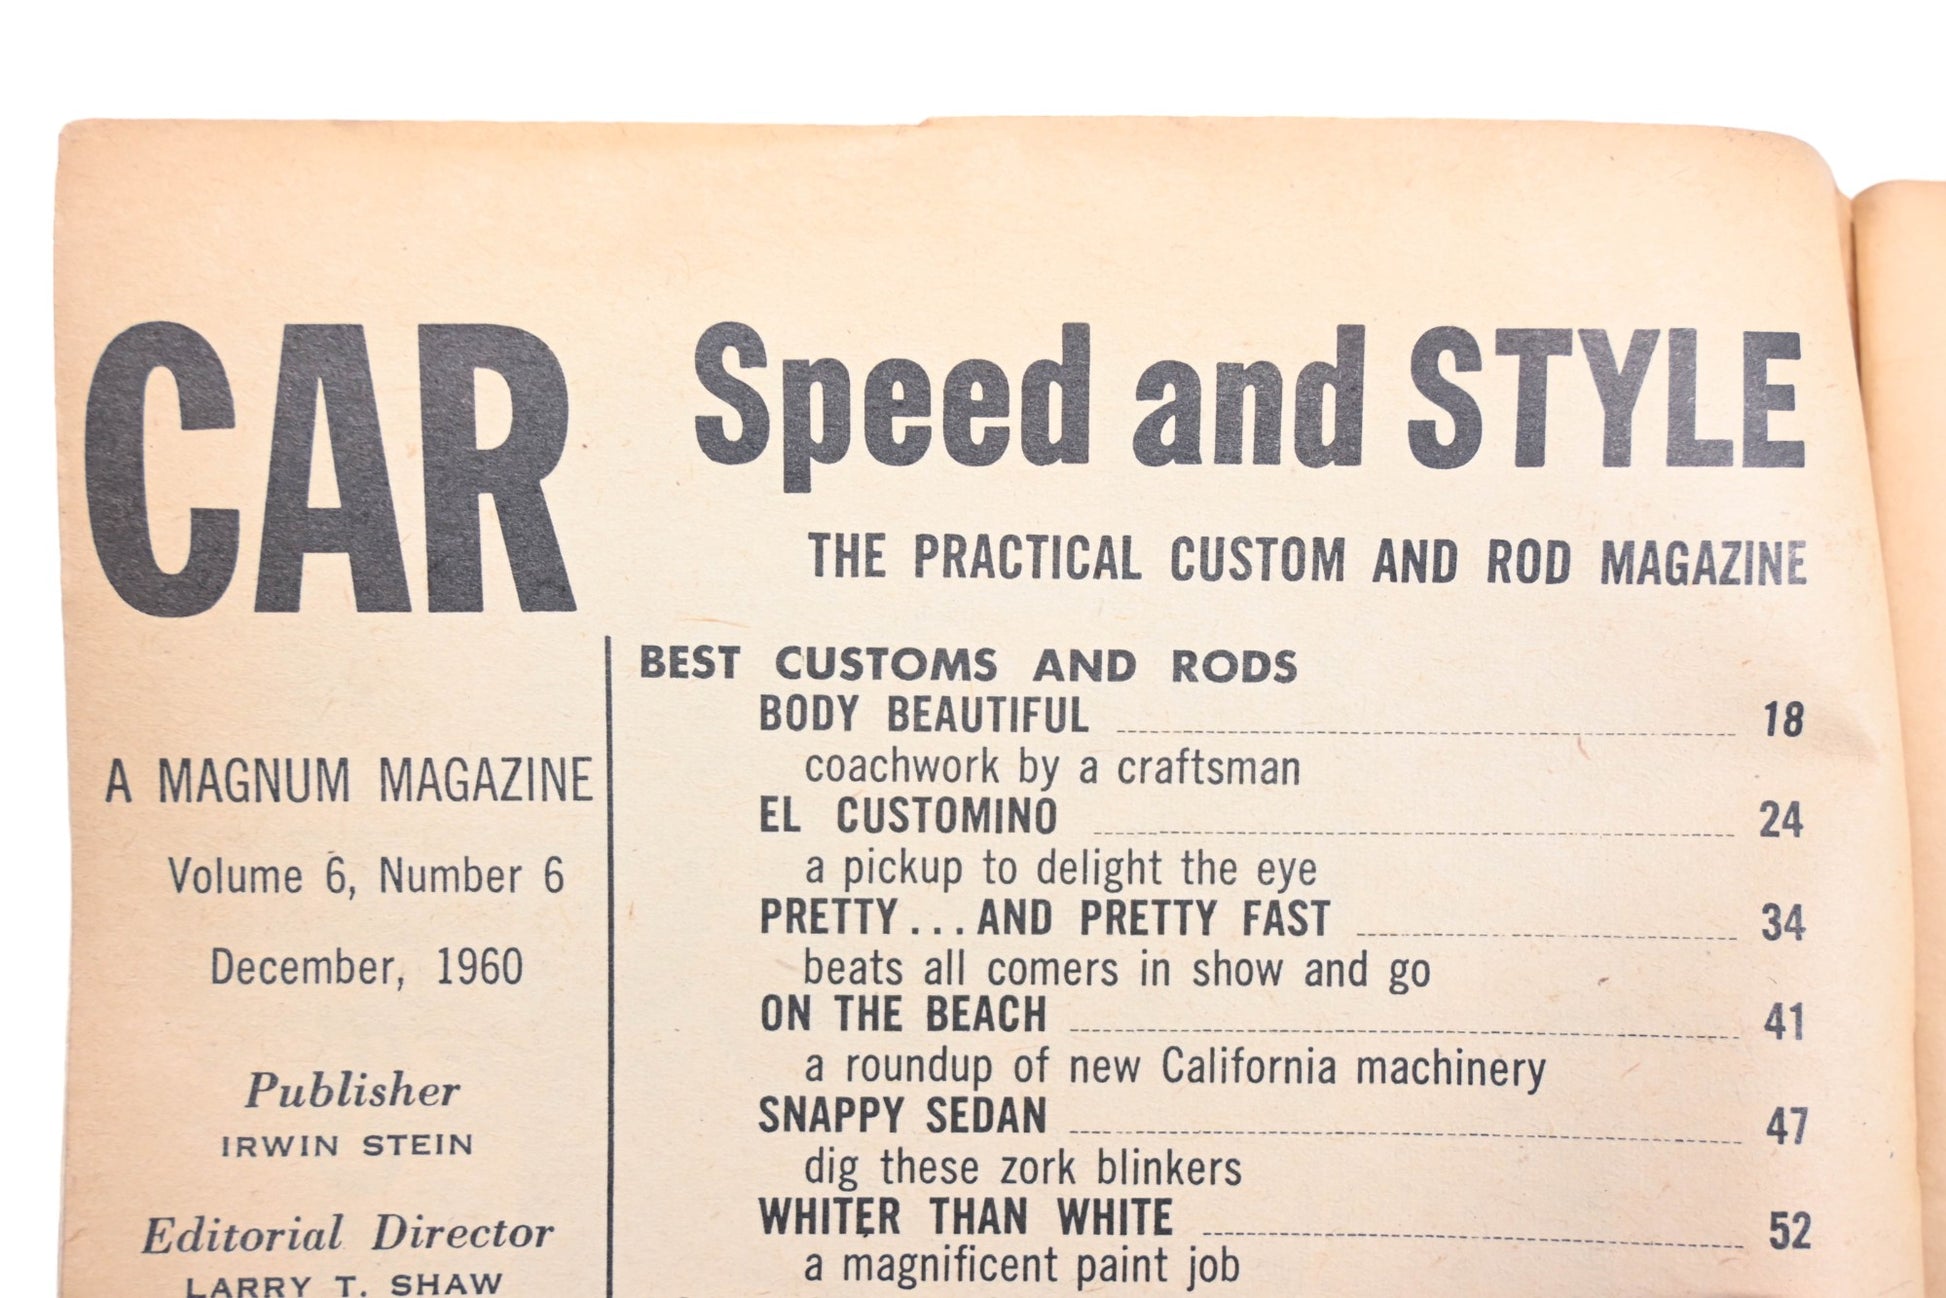 CAR Speed and STYLE
THE PRACTICAL CUSTOM AND ROD MAGAZINE
A MAGNUM MAGAZINE
Volume 6, Number 6
December, 1960
Publisher
IRWIN STEIN
Editorial Director
LARRY T. SHAW
BEST CUSTOMS AND RODS
BODY BEAUTIFUL 18
coachwork by a craftsman
EL CUSTOMINO 24
a pickup to delight the eye
PRETTY...AND PRETTY FAST 34
beats all comers in show and go
ON THE BEACH 41
a roundup of new California machinery
SNAPPY SEDAN 47
dig these zork blinkers
WHITER THAN WHITE 52
a magnificent paint job